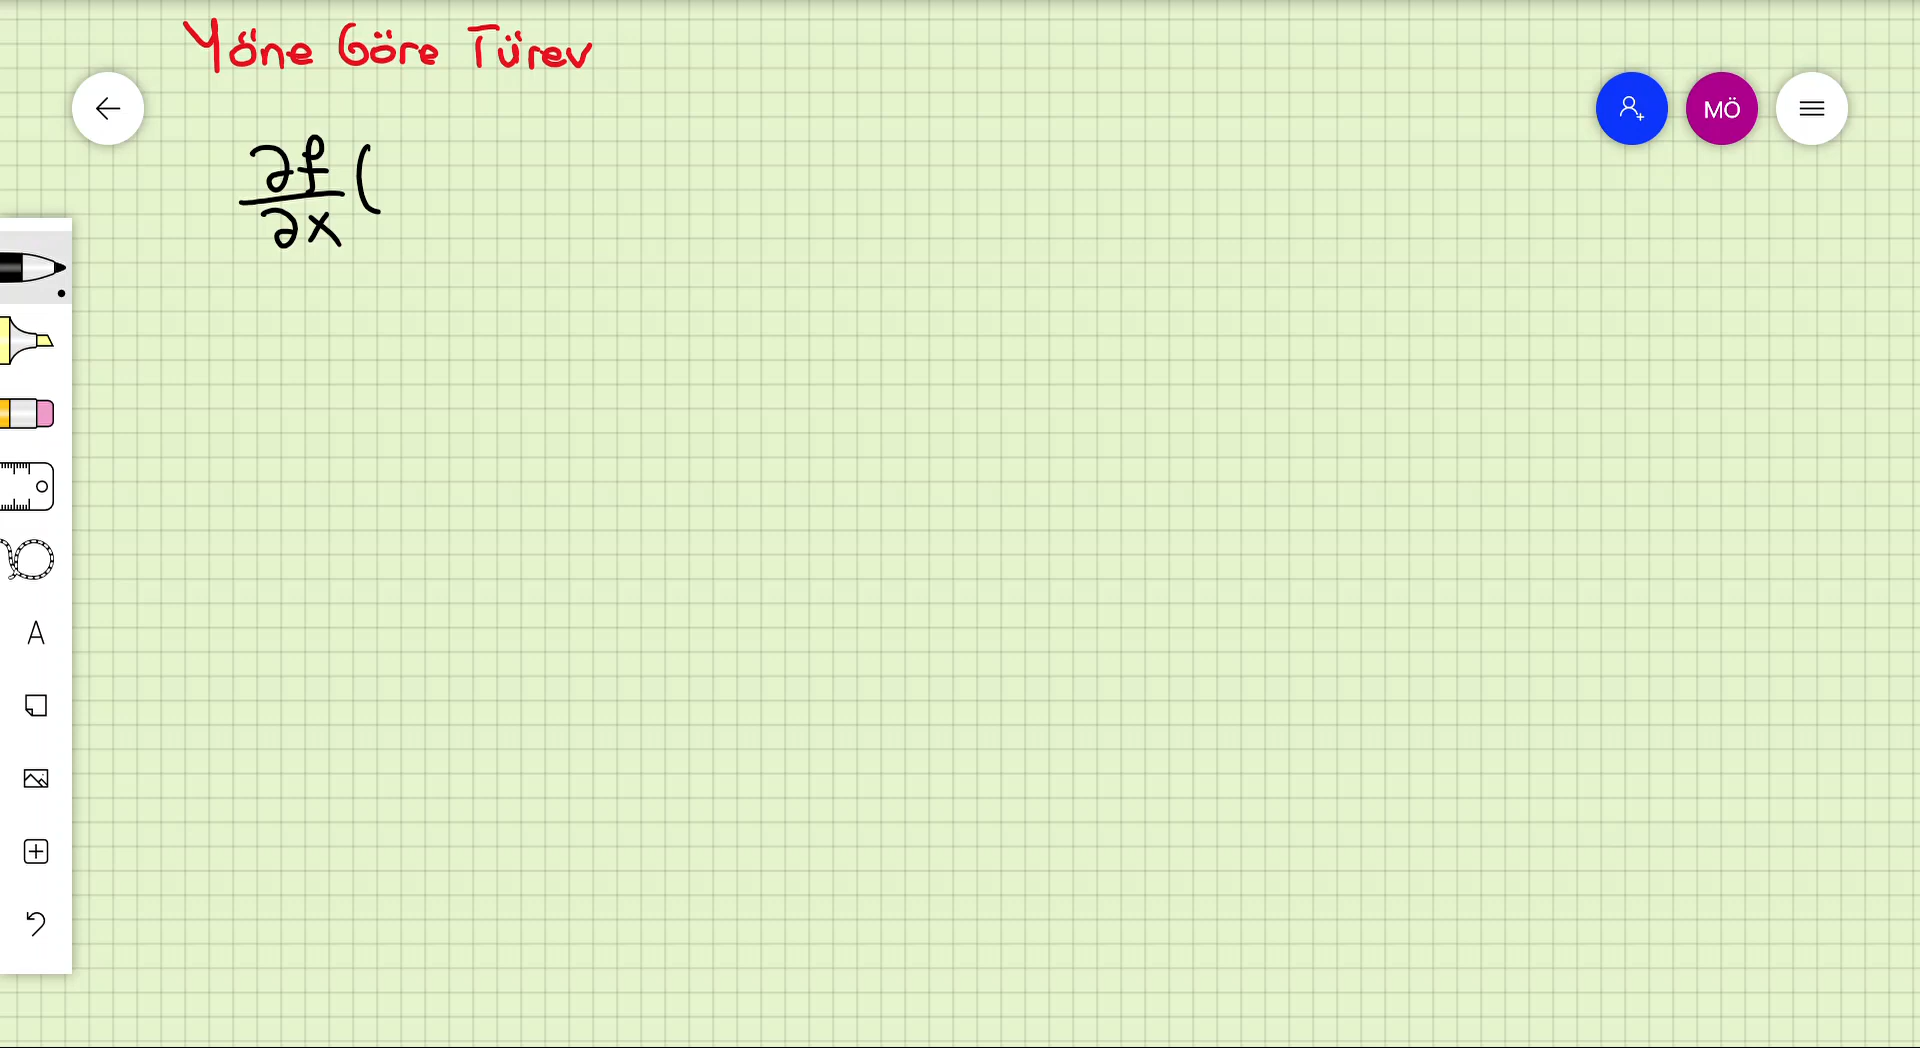 Yöne Göre Türev
MÖ
∂f/∂x (
A